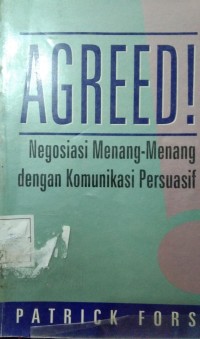 AGREED!
Negosiasi Menang-Menang
dengan Komunikasi Persuasif
PATRICK FORS